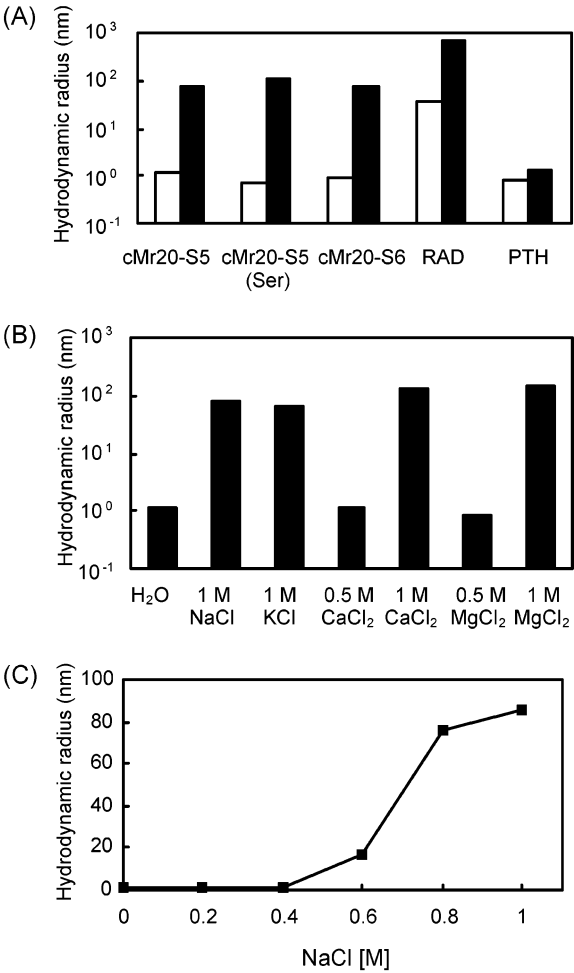 (A)
Hydrodynamic radius (nm)
10³
10²
10¹
10⁰
10⁻¹
cMr20-S5 cMr20-S5 cMr20-S6 RAD PTH
(Ser)
(B)
Hydrodynamic radius (nm)
10³
10²
10¹
10⁰
10⁻¹
H₂O 1 M 1 M 0.5 M 1 M 0.5 M 1 M
NaCl KCl CaCl₂ CaCl₂ MgCl₂ MgCl₂
(C)
Hydrodynamic radius (nm)
100
80
60
40
20
0
0 0.2 0.4 0.6 0.8 1
NaCl [M]